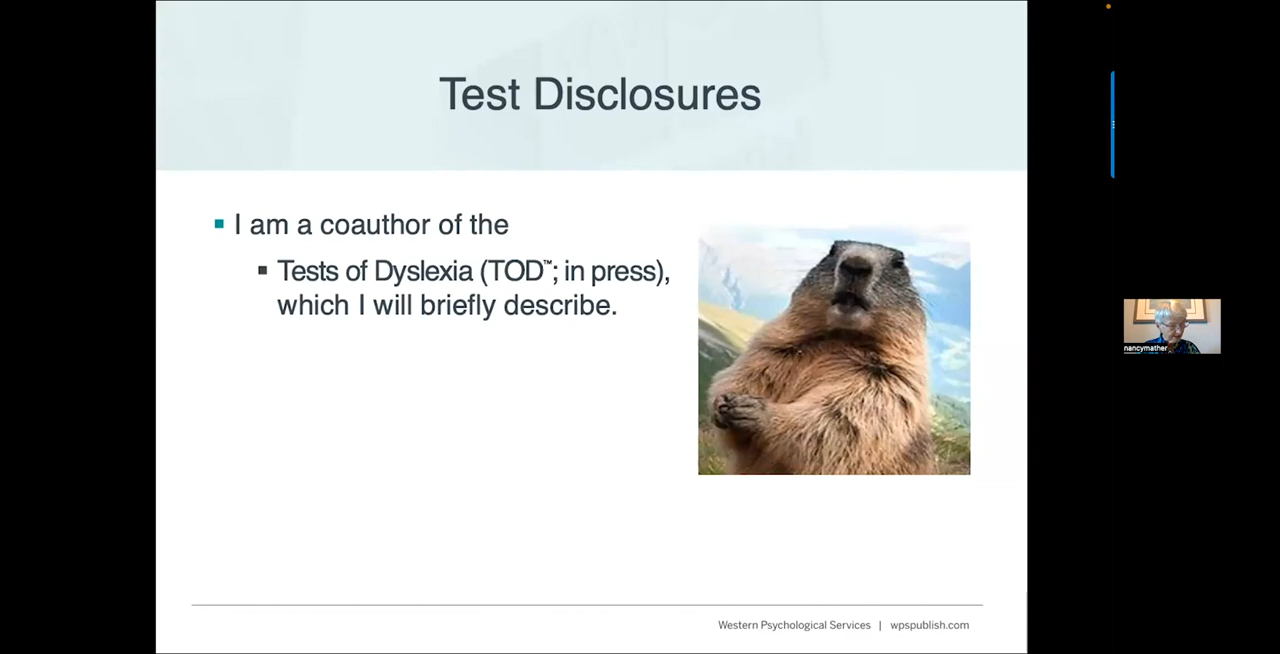 Test Disclosures
I am a coauthor of the
Tests of Dyslexia (TOD™; in press),
which I will briefly describe.
nancymather
Western Psychological Services | wpspublish.com